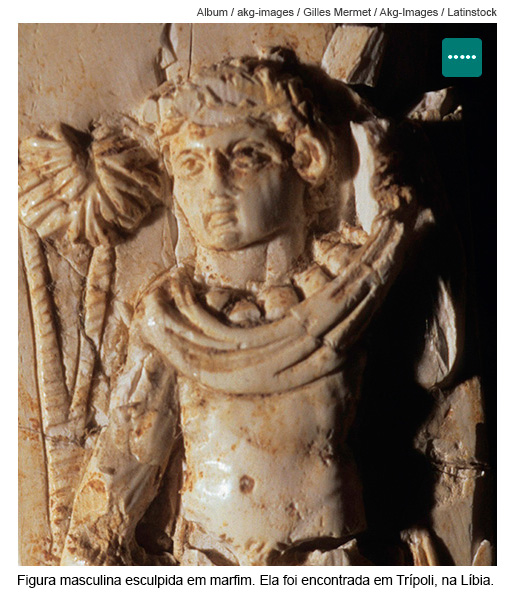 Album / akg-images / Gilles Mermet / Akg-Images / Latinstock
Figura masculina esculpida em marfim. Ela foi encontrada em Trípoli, na Líbia.